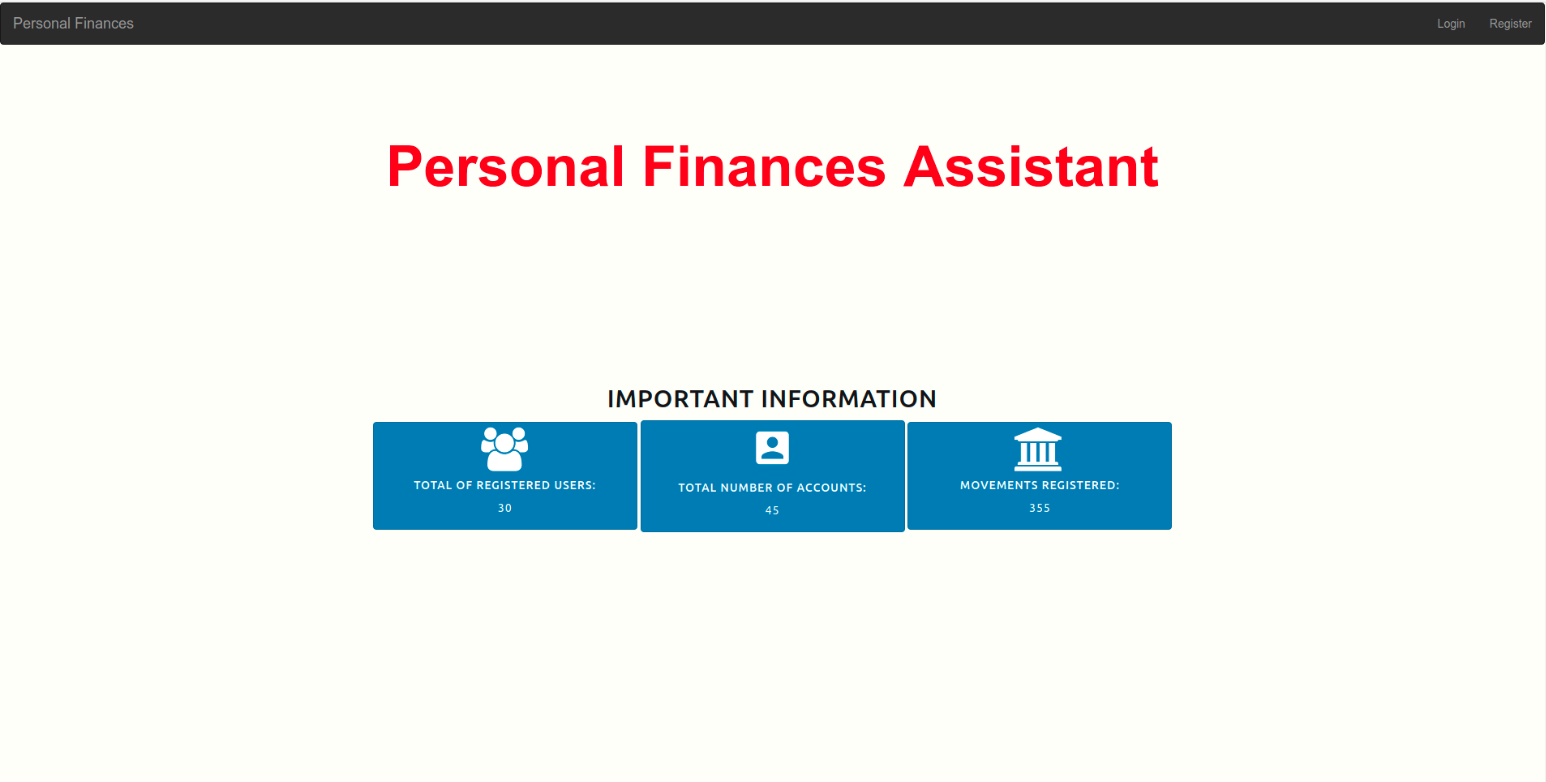 Personal Finances
Login
Register
Personal Finances Assistant
IMPORTANT INFORMATION
TOTAL OF REGISTERED USERS:
30
TOTAL NUMBER OF ACCOUNTS:
45
MOVEMENTS REGISTERED:
355